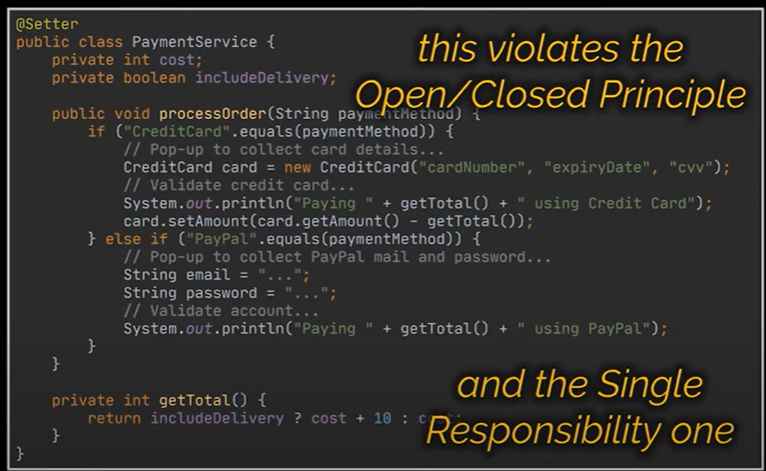 @Setter
public class PaymentService {
    private int cost;
    private boolean includeDelivery;
this violates the
Open/Closed Principle
    public void processOrder(String paymentMethod) {
        if ("CreditCard".equals(paymentMethod)) {
            // Pop-up to collect card details...
            CreditCard card = new CreditCard("cardNumber", "expiryDate", "cvv");
            // Validate credit card...
            System.out.println("Paying " + getTotal() + " using Credit Card");
            card.setAmount(card.getAmount() - getTotal());
        } else if ("PayPal".equals(paymentMethod)) {
            // Pop-up to collect PayPal mail and password...
            String email = "...";
            String password = "...";
            // Validate account...
            System.out.println("Paying " + getTotal() + " using PayPal");
        }
    }
    private int getTotal() {
        return includeDelivery ? cost + 10 : cost;
    }
}
and the Single
Responsibility one